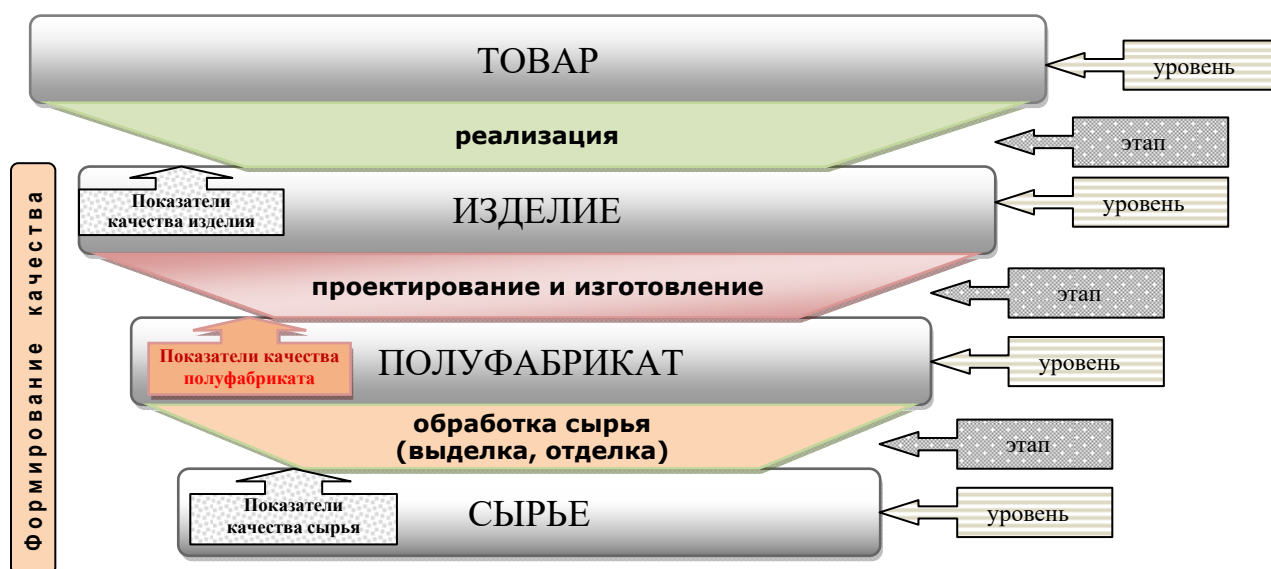 ТОВАР
уровень
реализация
этап
Показатели
качества изделия
ИЗДЕЛИЕ
уровень
проектирование и изготовление
этап
Показатели качества
полуфабриката
ПОЛУФАБРИКАТ
уровень
обработка сырья
(выделка, отделка)
этап
Показатели
качества сырья
СЫРЬЕ
уровень
Формирование качества